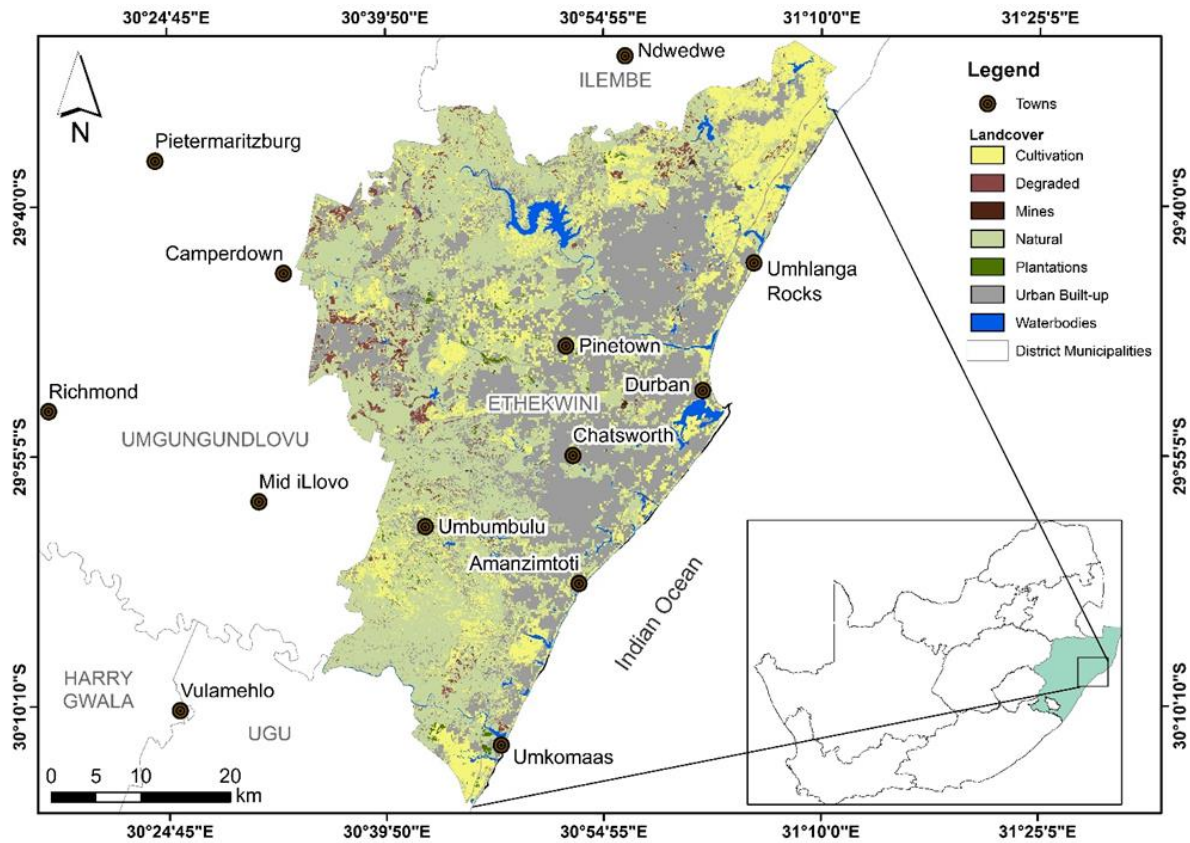 30°24'45"E 30°39'50"E 30°54'55"E 31°10'0"E 31°25'5"E
N
Ndwedwe
ILEMBE
Pietermaritzburg
29°40'0"S
29°40'0"S
Camperdown
Umhlanga
Rocks
Pinetown
Durban
Richmond
ETHEKWINI
UMGUNGUNDLOVU
Chatsworth
29°55'5"S
29°55'5"S
Mid iLlovo
Umbumbulu
Amanzimtoti
Indian Ocean
HARRY
GWALA
Vulamehlo
UGU
30°10'10"S
30°10'10"S
Umkomaas
0 5 10 20
km
Legend
Towns
Landcover
Cultivation
Degraded
Mines
Natural
Plantations
Urban Built-up
Waterbodies
District Municipalities
30°24'45"E 30°39'50"E 30°54'55"E 31°10'0"E 31°25'5"E